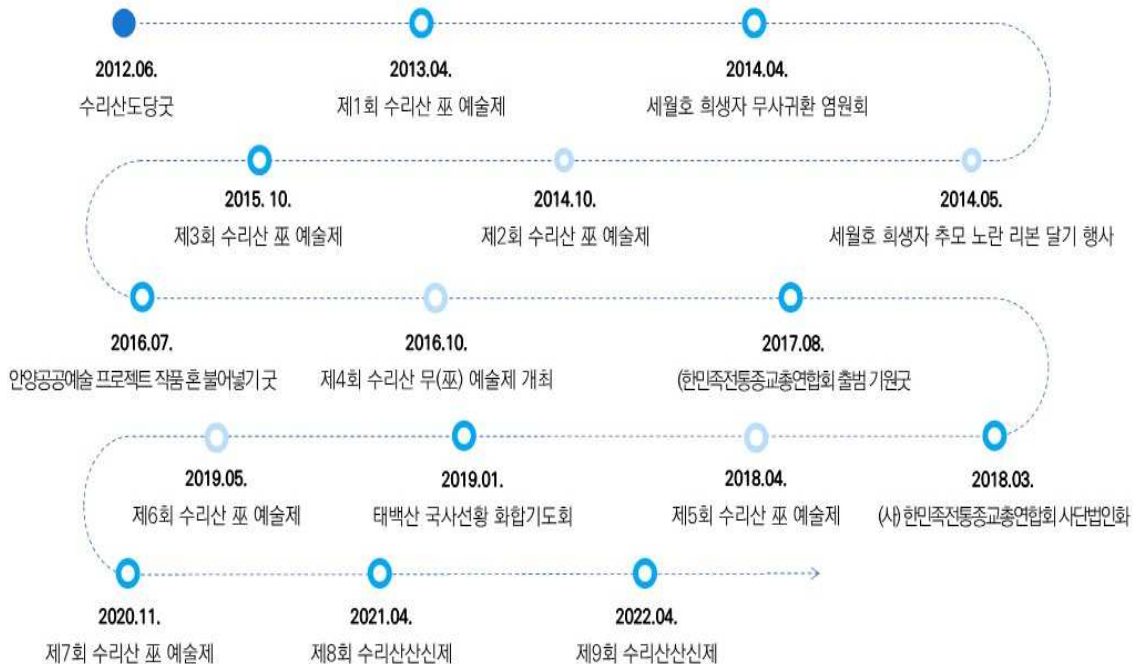 2012.06.
수리산도당굿
2013.04.
제1회 수리산 巫 예술제
2014.04.
세월호 희생자 무사귀환 염원회
2014.05.
세월호 희생자 추모 노란 리본 달기 행사
2014.10.
제2회 수리산 巫 예술제
2015. 10.
제3회 수리산 巫 예술제
2016.07.
안양공공예술 프로젝트 작품 혼 불어넣기 굿
2016.10.
제4회 수리산 무(巫) 예술제 개최
2017.08.
(한민족전통종교총연합회 출범 기원굿
2018.03.
(사) 한민족전통종교총연합회 사단법인화
2018.04.
제5회 수리산 巫 예술제
2019.01.
태백산 국사선황 화합기도회
2019.05.
제6회 수리산 巫 예술제
2020.11.
제7회 수리산 巫 예술제
2021.04.
제8회 수리산산신제
2022.04.
제9회 수리산산신제